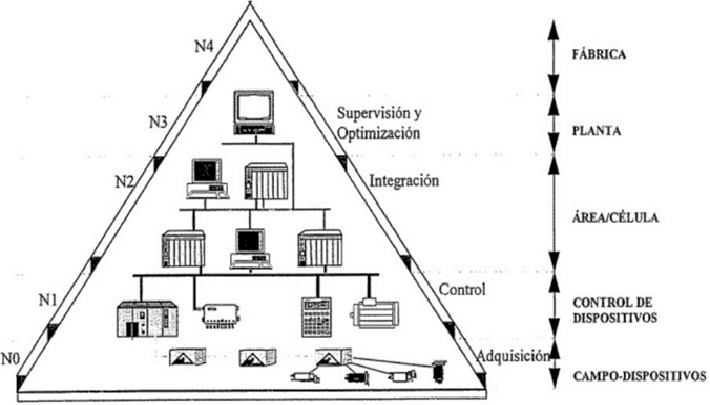 N4
FÁBRICA
N3
Supervisión y
Optimización
PLANTA
N2
Integración
ÁREA/CÉLULA
N1
Control
CONTROL DE
DISPOSITIVOS
N0
Adquisición
CAMPO-DISPOSITIVOS